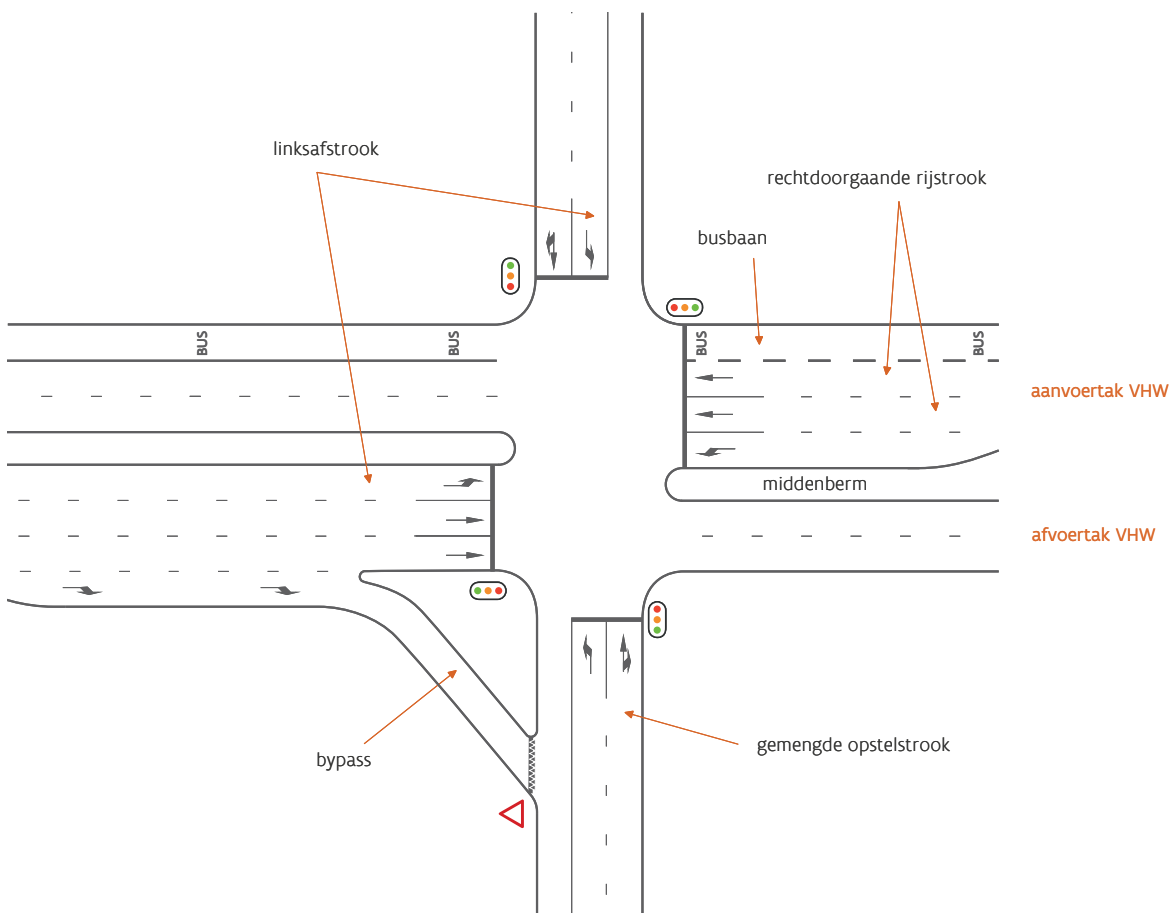 linksafstrook
rechtdoorgaande rijstrook
busbaan
BUS
BUS
BUS
BUS
aanvoertak VHW
middenberm
afvoertak VHW
gemengde opstelstrook
bypass